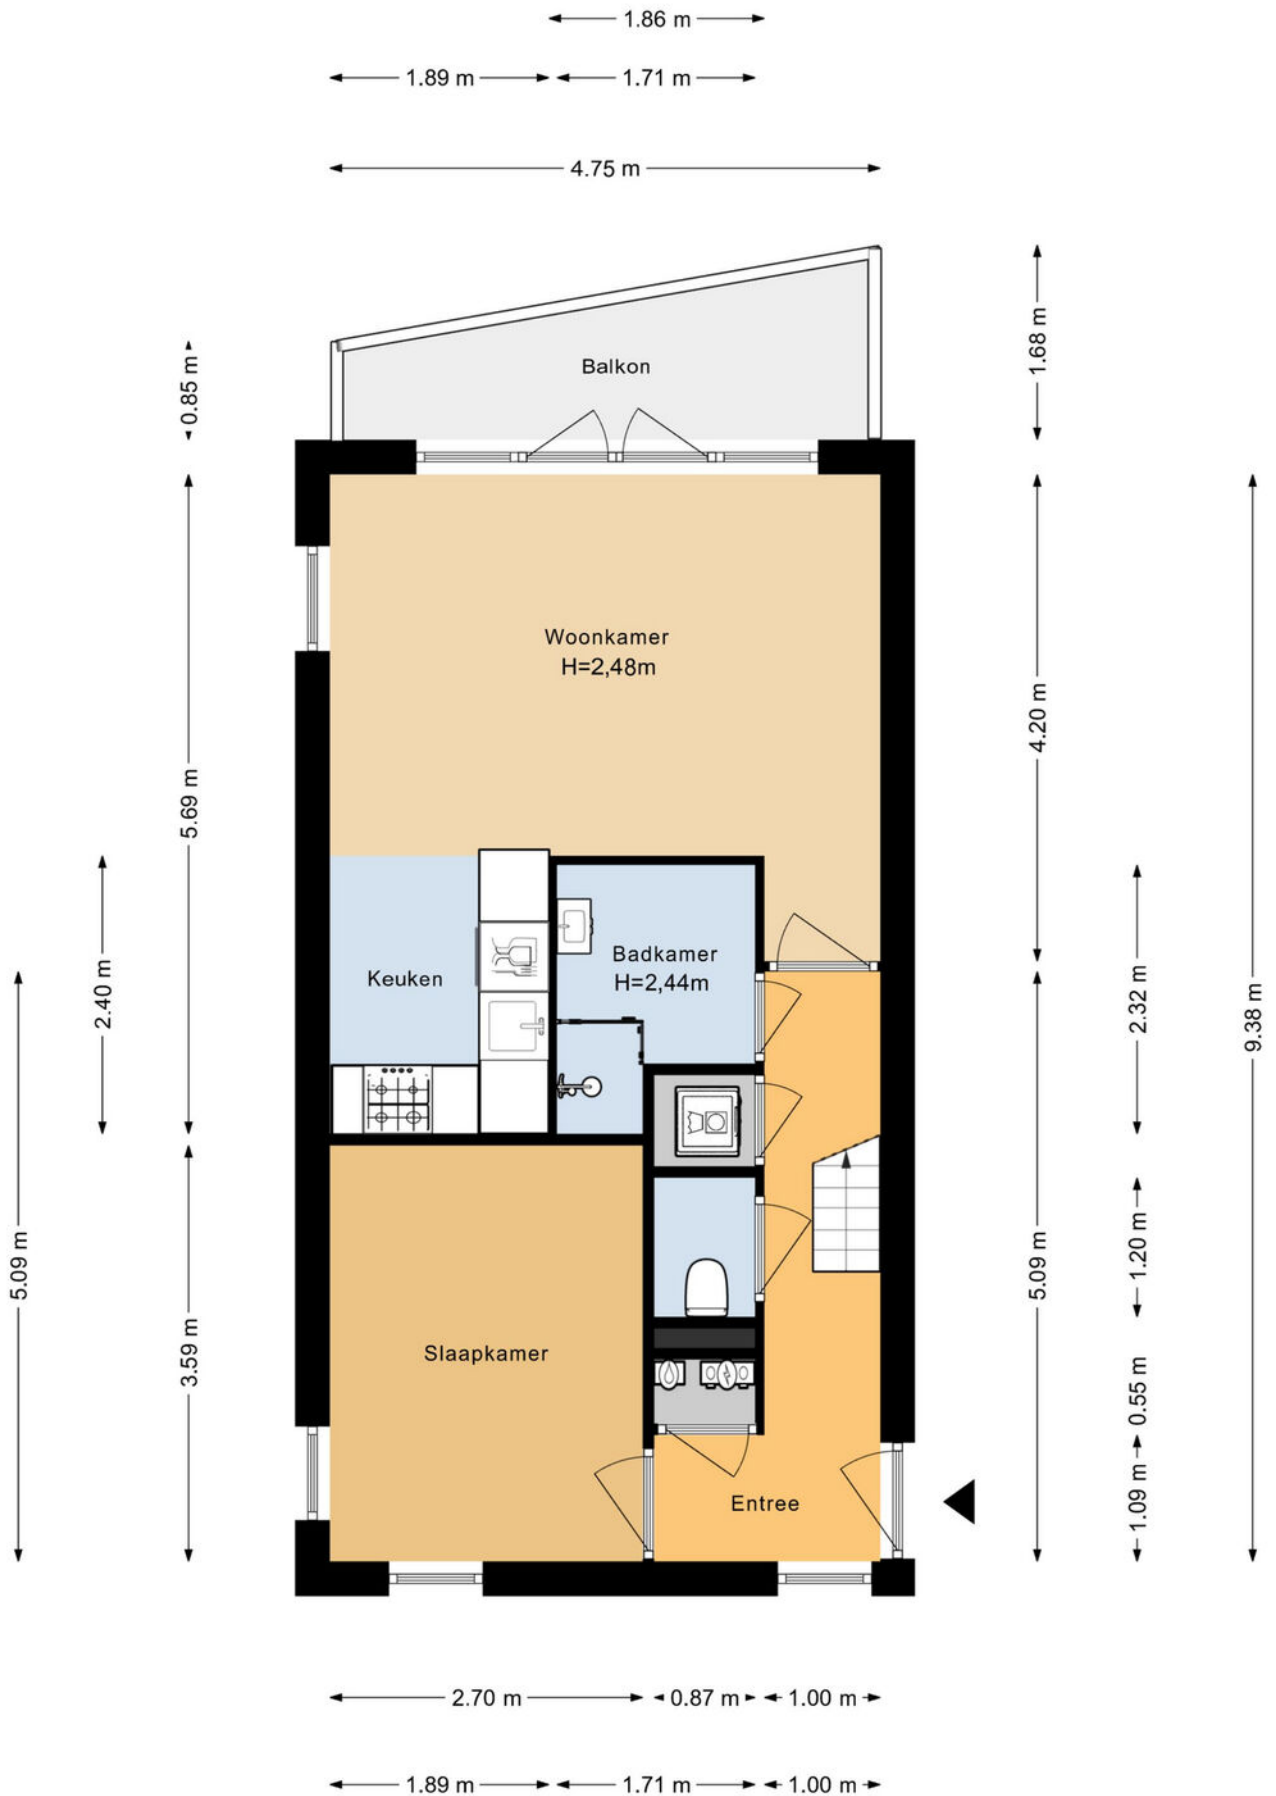 1.86 m
1.89 m
1.71 m
4.75 m
0.85 m
1.68 m
Balkon
Woonkamer
H=2,48m
5.69 m
4.20 m
2.40 m
Keuken
Badkamer
H=2,44m
2.32 m
9.38 m
5.09 m
3.59 m
Slaapkamer
5.09 m
1.20 m
0.55 m
1.09 m
Entree
2.70 m
0.87 m
1.00 m
1.89 m
1.71 m
1.00 m